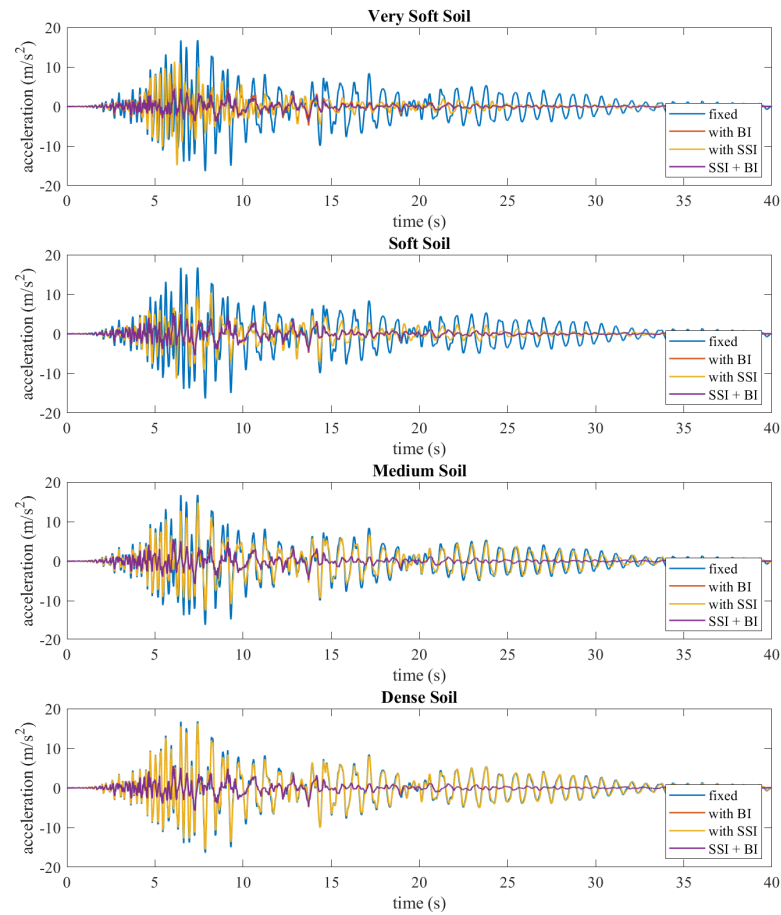 Very Soft Soil
acceleration (m/s²)
20
10
0
-10
-20
0 5 10 15 20 25 30 35 40
time (s)
fixed
with BI
with SSI
SSI + BI
Soft Soil
acceleration (m/s²)
20
10
0
-10
-20
0 5 10 15 20 25 30 35 40
time (s)
fixed
with BI
with SSI
SSI + BI
Medium Soil
acceleration (m/s²)
20
10
0
-10
-20
0 5 10 15 20 25 30 35 40
time (s)
fixed
with BI
with SSI
SSI + BI
Dense Soil
acceleration (m/s²)
20
10
0
-10
-20
0 5 10 15 20 25 30 35 40
time (s)
fixed
with BI
with SSI
SSI + BI